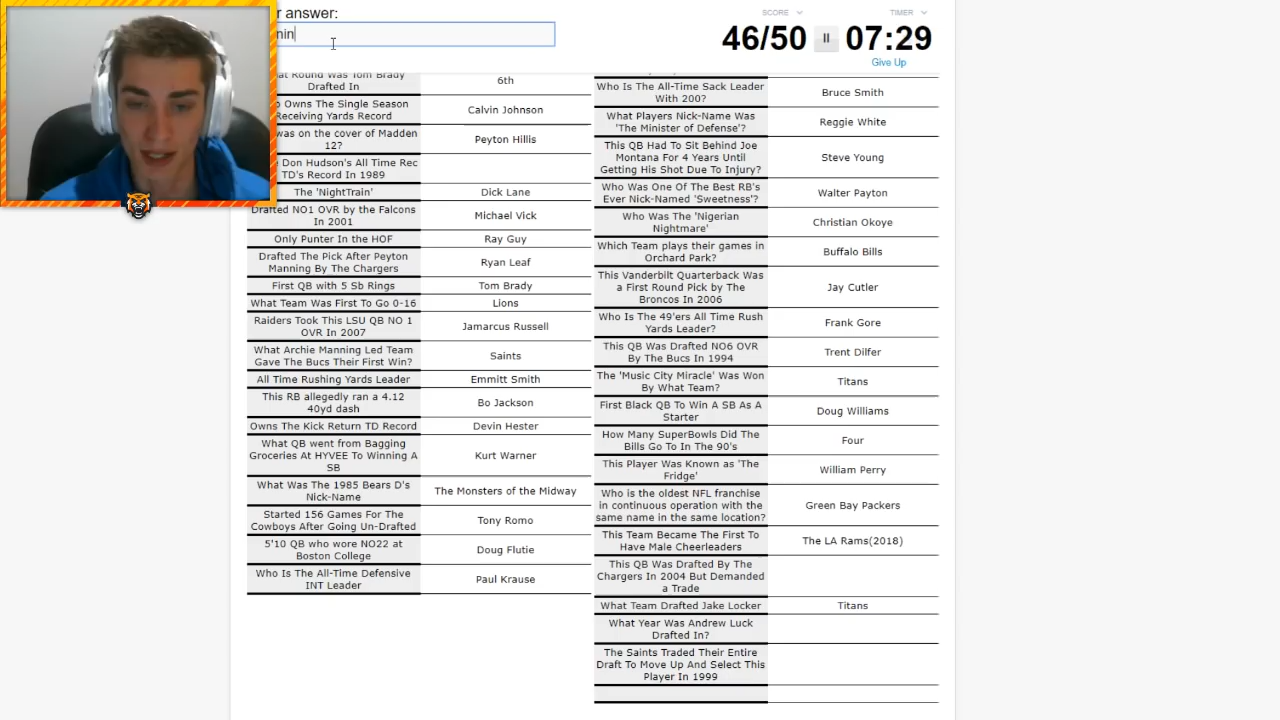 r answer:
nin
SCORE
46/50
TIMER
07:29
Give Up
at Round Was Tom Brady
Drafted In
6th
o Owns The Single Season
Receiving Yards Record
Calvin Johnson
was on the cover of Madden
12?
Peyton Hillis
Don Hudson's All Time Rec
TD's Record In 1989
The 'NightTrain'
Dick Lane
Drafted NO1 OVR by the Falcons
In 2001
Michael Vick
Only Punter In the HOF
Ray Guy
Drafted The Pick After Peyton
Manning By The Chargers
Ryan Leaf
First QB with 5 Sb Rings
Tom Brady
What Team Was First To Go 0-16
Lions
Raiders Took This LSU QB NO 1
OVR In 2007
Jamarcus Russell
What Archie Manning Led Team
Gave The Bucs Their First Win?
Saints
All Time Rushing Yards Leader
Emmitt Smith
This RB allegedly ran a 4.12
40yd dash
Bo Jackson
Owns The Kick Return TD Record
Devin Hester
What QB went from Bagging
Groceries At HYVEE To Winning A
SB
Kurt Warner
What Was The 1985 Bears D's
Nick-Name
The Monsters of the Midway
Started 156 Games For The
Cowboys After Going Un-Drafted
Tony Romo
5'10 QB who wore NO22 at
Boston College
Doug Flutie
Who Is The All-Time Defensive
INT Leader
Paul Krause
Who Is The All-Time Sack Leader
With 200?
Bruce Smith
What Players Nick-Name Was
'The Minister of Defense'?
Reggie White
This QB Had To Sit Behind Joe
Montana For 4 Years Until
Getting His Shot Due To Injury?
Steve Young
Who Was One Of The Best RB's
Ever Nick-Named 'Sweetness'?
Walter Payton
Who Was The 'Nigerian
Nightmare'
Christian Okoye
Which Team plays their games in
Orchard Park?
Buffalo Bills
This Vanderbilt Quarterback Was
a First Round Pick by The
Broncos In 2006
Jay Cutler
Who Is The 49'ers All Time Rush
Yards Leader?
Frank Gore
This QB Was Drafted NO6 OVR
By The Bucs In 1994
Trent Dilfer
The 'Music City Miracle' Was Won
By What Team?
Titans
First Black QB To Win A SB As A
Starter
Doug Williams
How Many SuperBowls Did The
Bills Go To In The 90's
Four
This Player Was Known as 'The
Fridge'
William Perry
Who is the oldest NFL franchise
in continuous operation with the
same name in the same location?
Green Bay Packers
This Team Became The First To
Have Male Cheerleaders
The LA Rams(2018)
This QB Was Drafted By The
Chargers In 2004 But Demanded
a Trade
What Team Drafted Jake Locker
Titans
What Year Was Andrew Luck
Drafted In?
The Saints Traded Their Entire
Draft To Move Up And Select This
Player In 1999